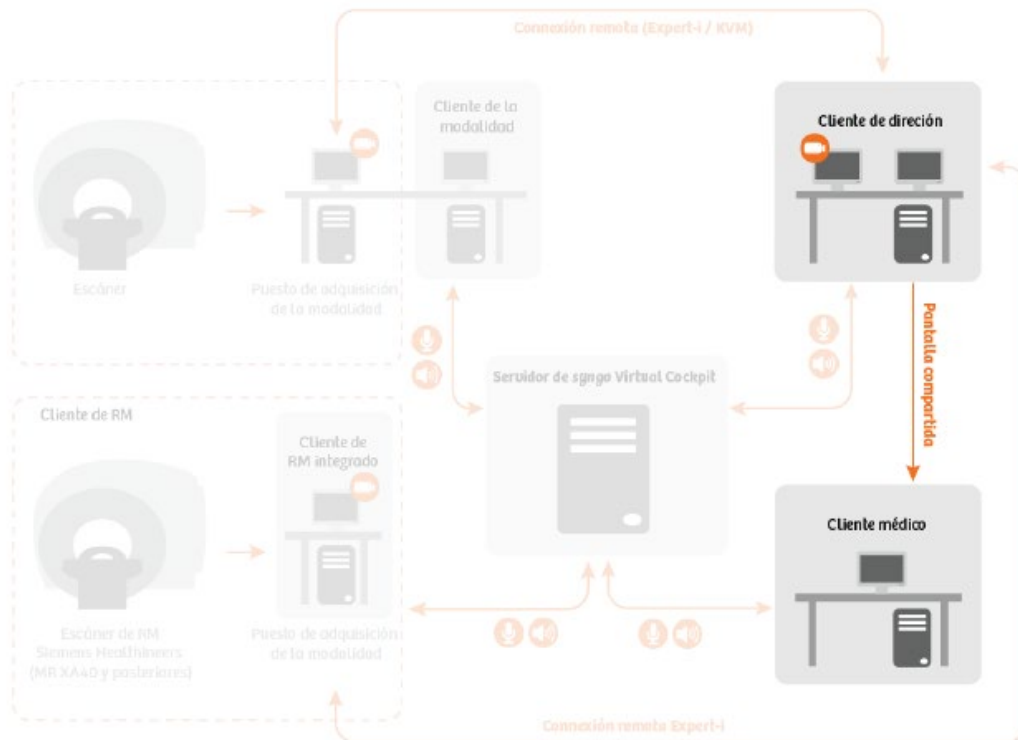 Connexión remota (Expert-i / KVM)
Cliente de la
modalidad
Cliente de direción
Escáner
Puesto de adquisición
de la modalidad
Pantalla compartida
Servidor de syngo Virtual Cockpit
Cliente de RM
Cliente de
RM integrado
Cliente médico
Escáner de RM
Siemens Healthineers
(MR XA40 y posteriores)
Puesto de adquisición
de la modalidad
Connexión remota Expert-i